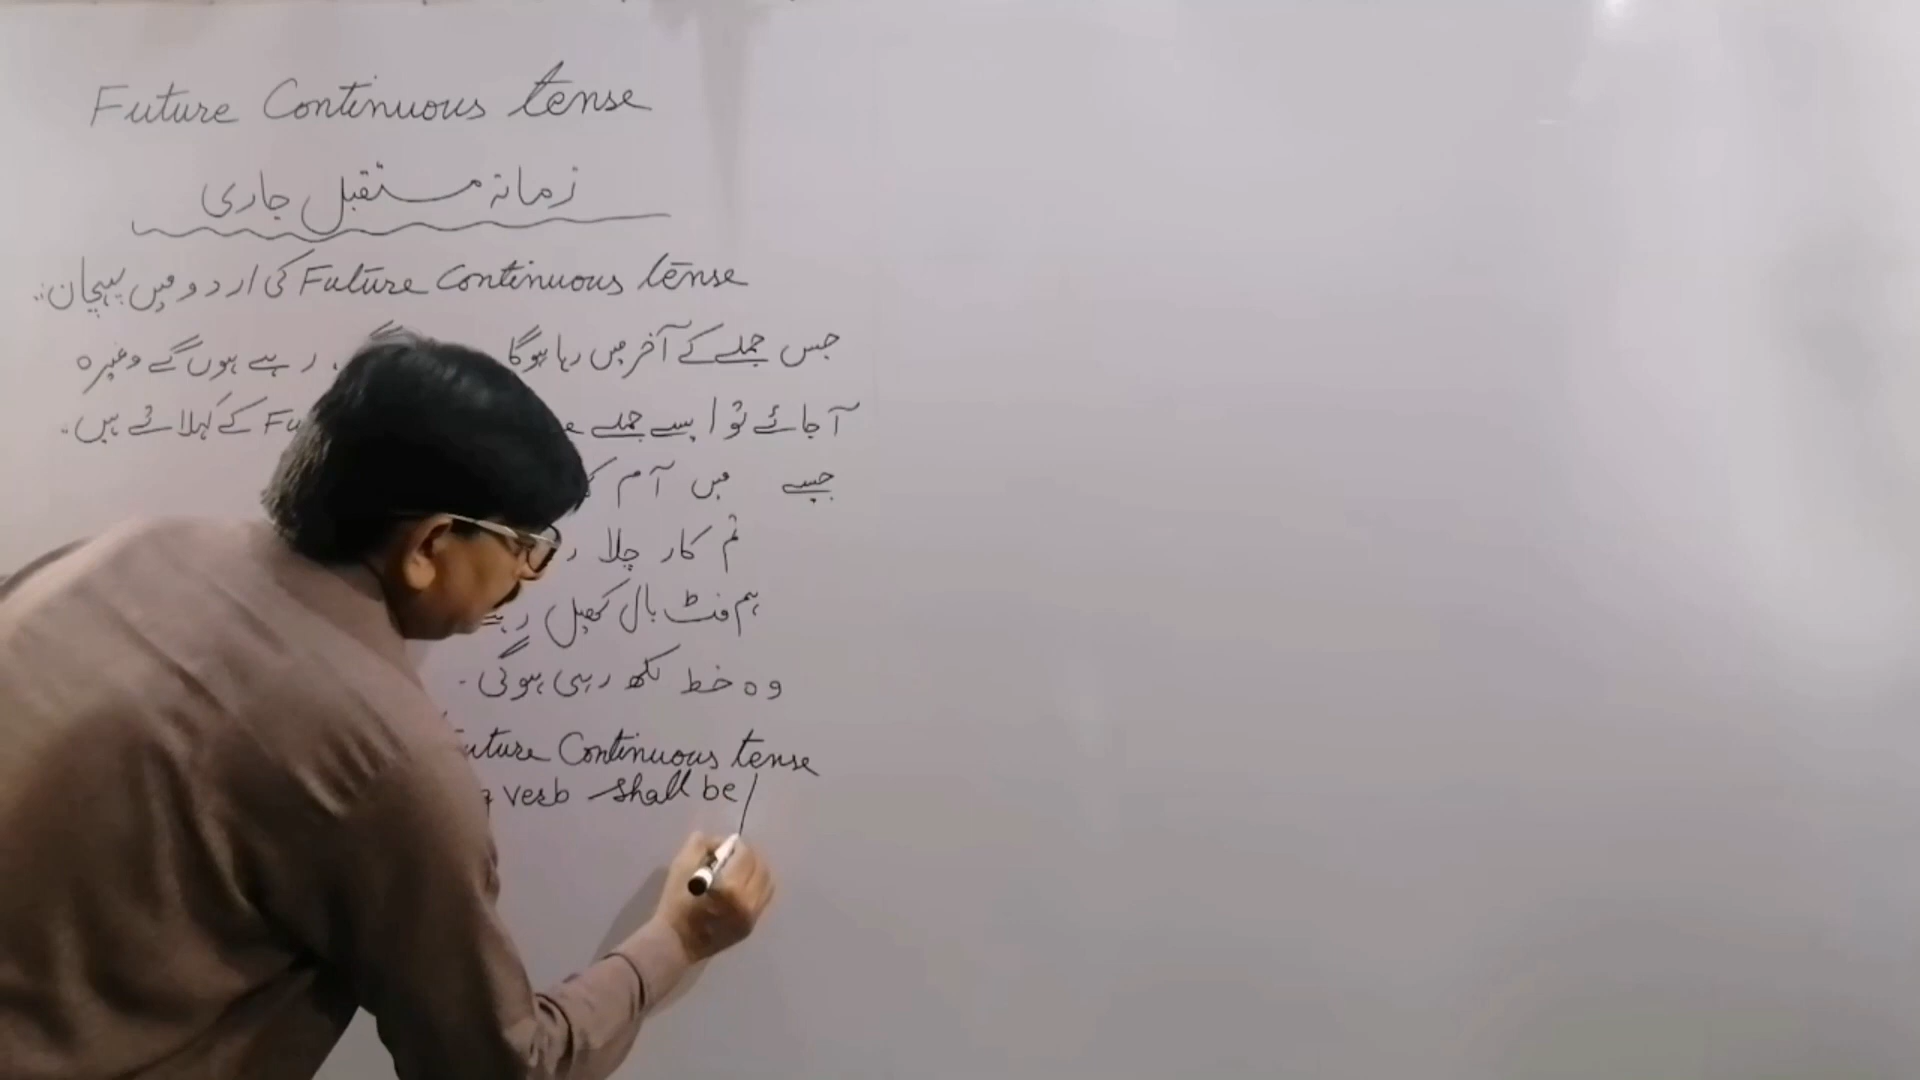 Future Continuous tense
زمانہ مستقبل جاری
Future Continuous tense کی اردو میں پہچان:
جس جملے کے آخر میں رہا ہوگا رہے ہوں گے وغیرہ
آجائے تو ایسے جملے Fu کے کہلاتے ہیں۔
جیسے میں آم
تم کار چلا
ہم فٹ بال کھیل رہے
وہ خط لکھ رہی ہوگی۔
uture Continuous tense
verb shall be/